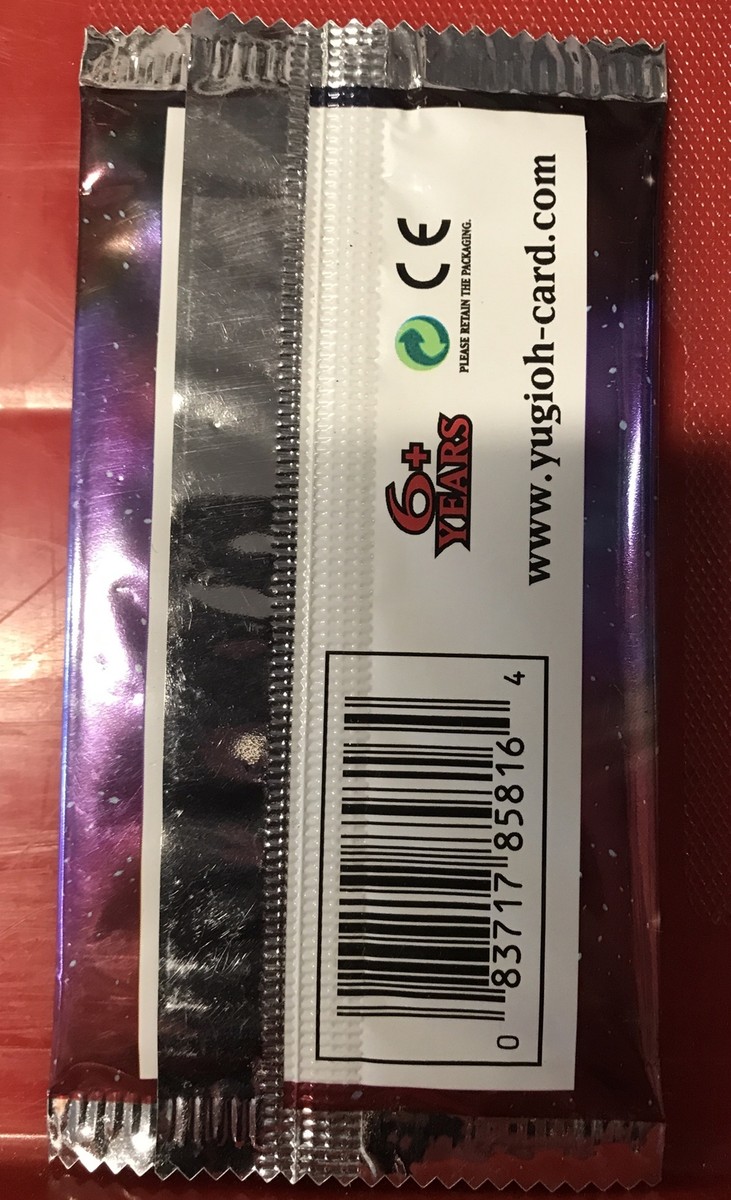 6+
YEARS
CE
PLEASE RETAIN THE PACKAGING.
www.yugioh-card.com
0 83717 85816 4